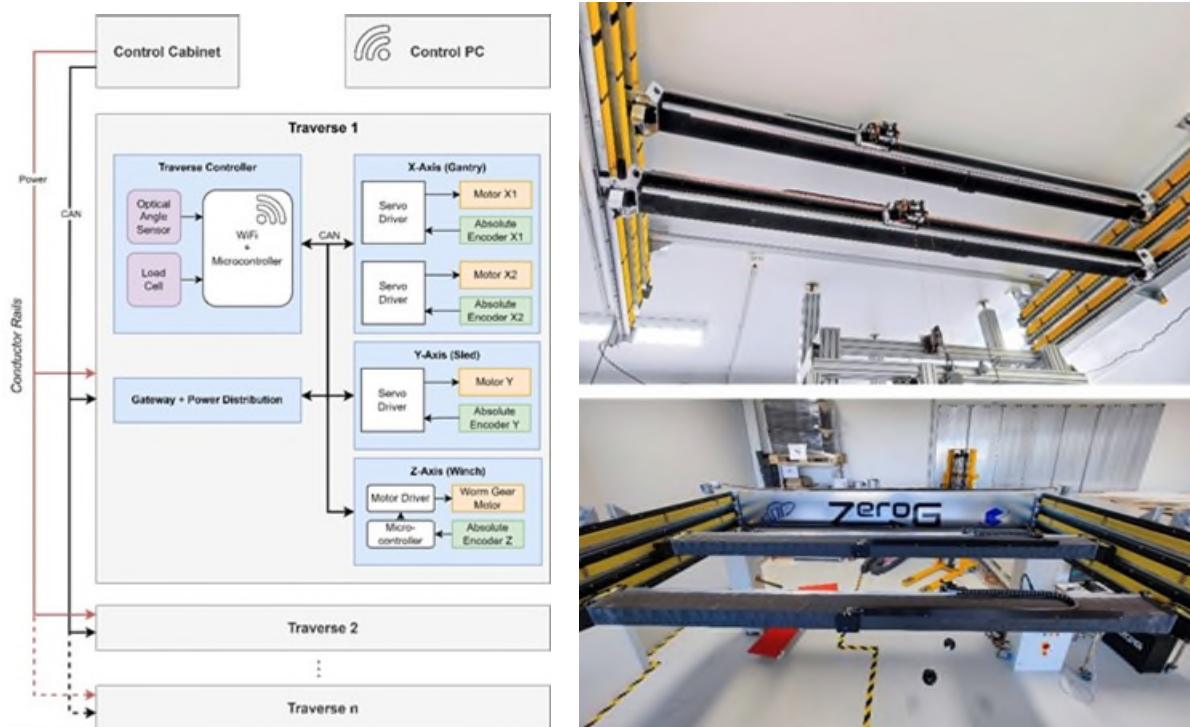 Control Cabinet
Control PC
Traverse 1
Power
CAN
Conductor Rails
Traverse Controller
Optical
Angle
Sensor
Load
Cell
WiFi
+
Microcontroller
CAN
X-Axis (Gantry)
Servo
Driver
Motor X1
Absolute
Encoder X1
Servo
Driver
Motor X2
Absolute
Encoder X2
Gateway + Power Distribution
Y-Axis (Sled)
Servo
Driver
Motor Y
Absolute
Encoder Y
Z-Axis (Winch)
Motor Driver
Worm Gear
Motor
Micro-
controller
Absolute
Encoder Z
Traverse 2
Traverse n
ZeroG